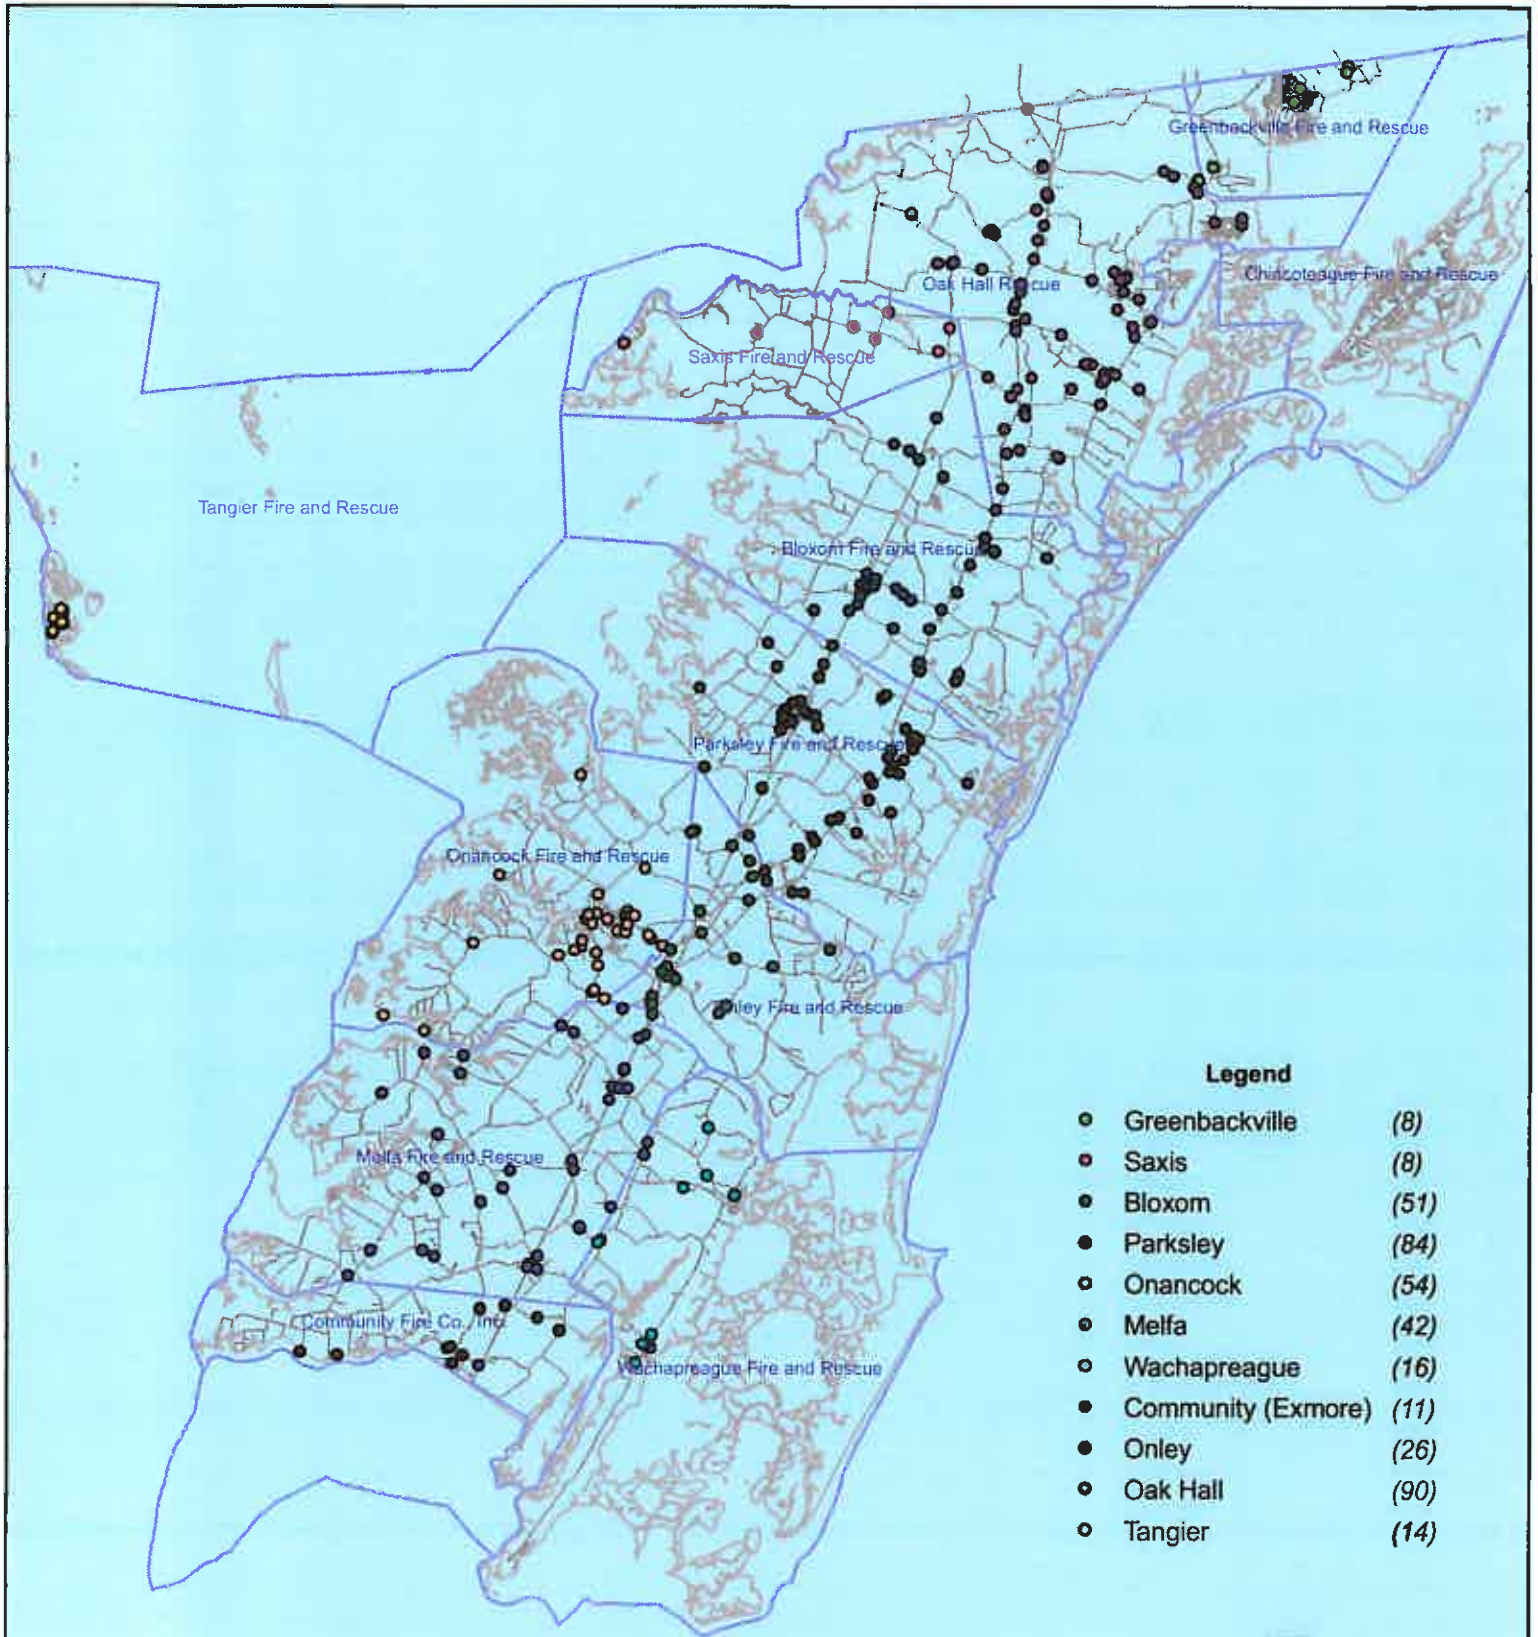 Greenbackville Fire and Rescue
Chincoteague Fire and Rescue
Oak Hall Rescue
Saxis Fire and Rescue
Tangier Fire and Rescue
Bloxom Fire and Rescue
Parksley Fire and Rescue
Onancock Fire and Rescue
Onley Fire and Rescue
Melfa Fire and Rescue
Community Fire Co., Inc.
Wachapreague Fire and Rescue
Legend
Greenbackville (8)
Saxis (8)
Bloxom (51)
Parksley (84)
Onancock (54)
Melfa (42)
Wachapreague (16)
Community (Exmore) (11)
Onley (26)
Oak Hall (90)
Tangier (14)